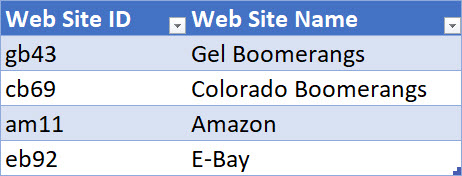 Web Site ID Web Site Name
gb43 Gel Boomerangs
cb69 Colorado Boomerangs
am11 Amazon
eb92 E-Bay